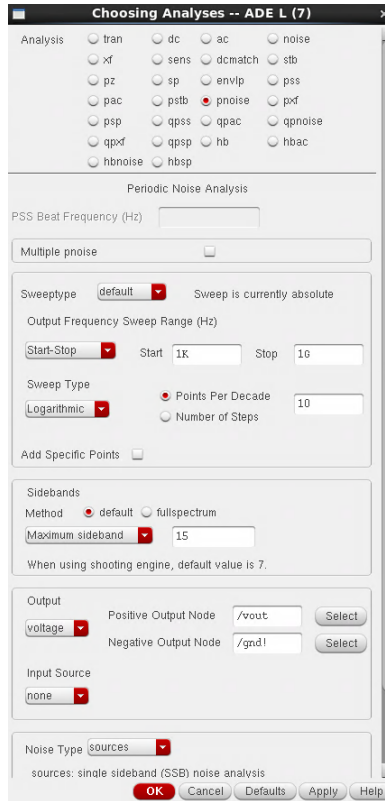 Choosing Analyses -- ADE L (7)
Analysis tran dc ac noise
xf sens dcmatch stb
pz sp envlp pss
pac pstb pnoise pxf
psp qpss qpac qpnoise
qpxf qpsp hb hbac
hbnoise hbsp
Periodic Noise Analysis
PSS Beat Frequency (Hz)
Multiple pnoise
Sweeptype default Sweep is currently absolute
Output Frequency Sweep Range (Hz)
Start-Stop Start 1K Stop 1G
Sweep Type
Logarithmic Points Per Decade 10
Number of Steps
Add Specific Points
Sidebands
Method default fullspectrum
Maximum sideband 15
When using shooting engine, default value is 7.
Output
voltage Positive Output Node /vout Select
Negative Output Node /gnd! Select
Input Source
none
Noise Type sources
sources: single sideband (SSB) noise analysis
OK Cancel Defaults Apply Help